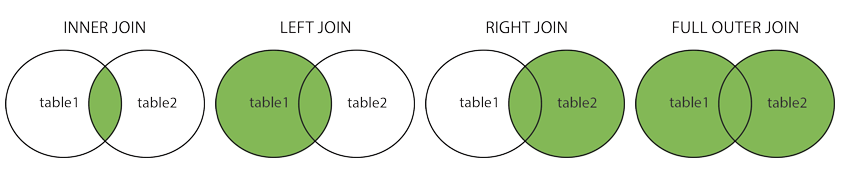 INNER JOIN
table1 table2
LEFT JOIN
table1 table2
RIGHT JOIN
table1 table2
FULL OUTER JOIN
table1 table2